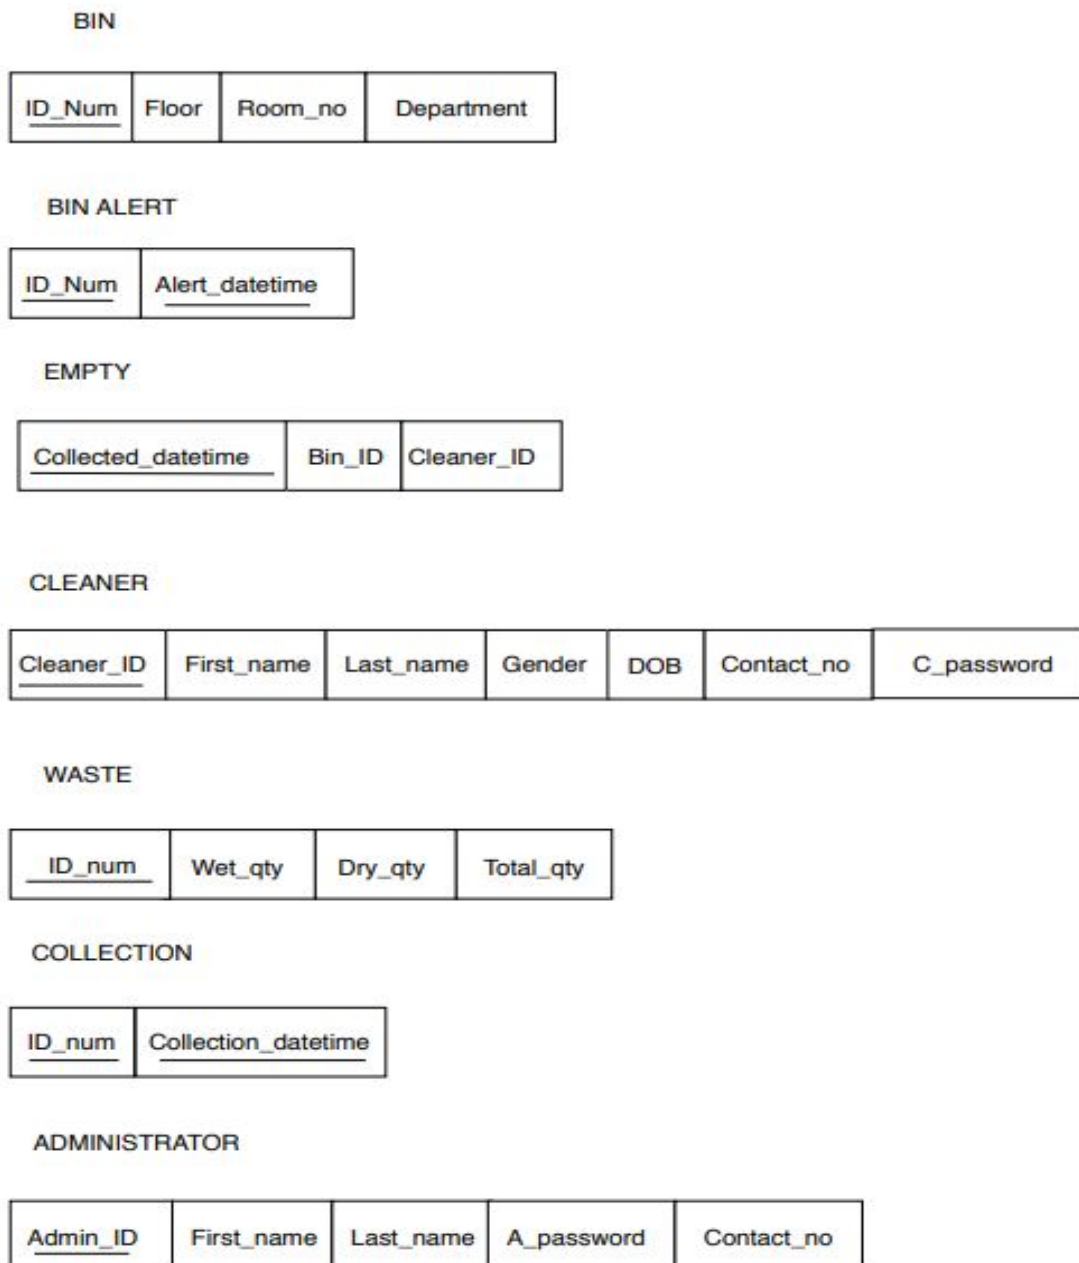 BIN
ID_Num Floor Room_no Department
BIN ALERT
ID_Num Alert_datetime
EMPTY
Collected_datetime Bin_ID Cleaner_ID
CLEANER
Cleaner_ID First_name Last_name Gender DOB Contact_no C_password
WASTE
ID_num Wet_qty Dry_qty Total_qty
COLLECTION
ID_num Collection_datetime
ADMINISTRATOR
Admin_ID First_name Last_name A_password Contact_no